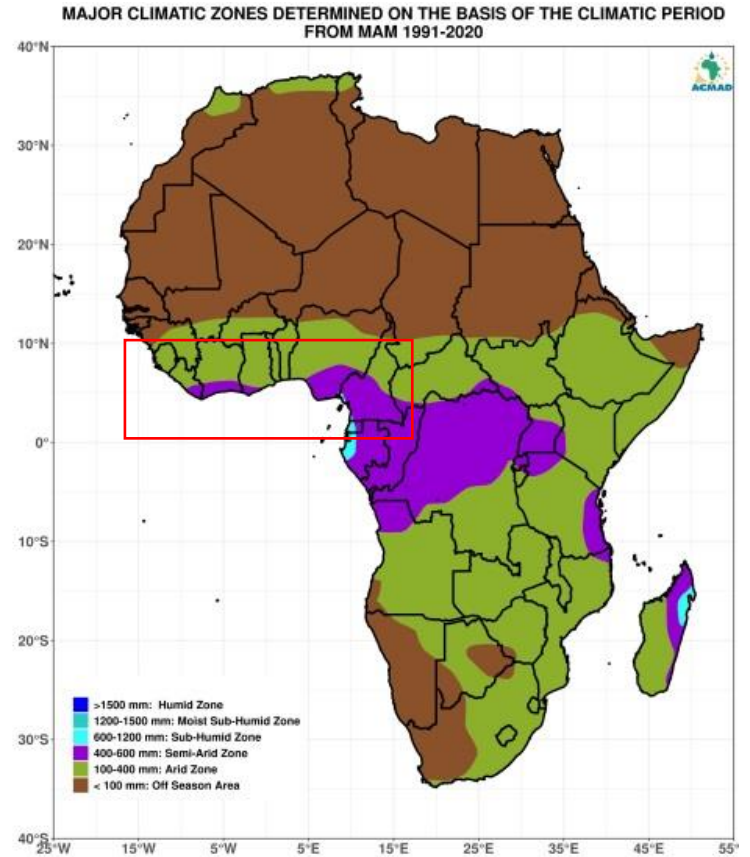 MAJOR CLIMATIC ZONES DETERMINED ON THE BASIS OF THE CLIMATIC PERIOD
FROM MAM 1991-2020
ACMAD
40°N
30°N
20°N
10°N
0°
10°S
20°S
30°S
40°S
>1500 mm: Humid Zone
1200-1500 mm: Moist Sub-Humid Zone
600-1200 mm: Sub-Humid Zone
400-600 mm: Semi-Arid Zone
100-400 mm: Arid Zone
< 100 mm: Off Season Area
25°W 15°W 5°W 5°E 15°E 25°E 35°E 45°E 55°